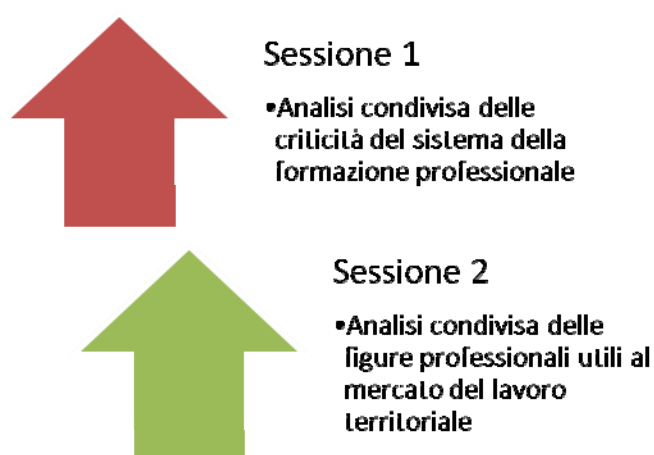 Sessione 1
•Analisi condivisa delle
criticità del sistema della
formazione professionale
Sessione 2
•Analisi condivisa delle
figure professionali utili al
mercato del lavoro
territoriale